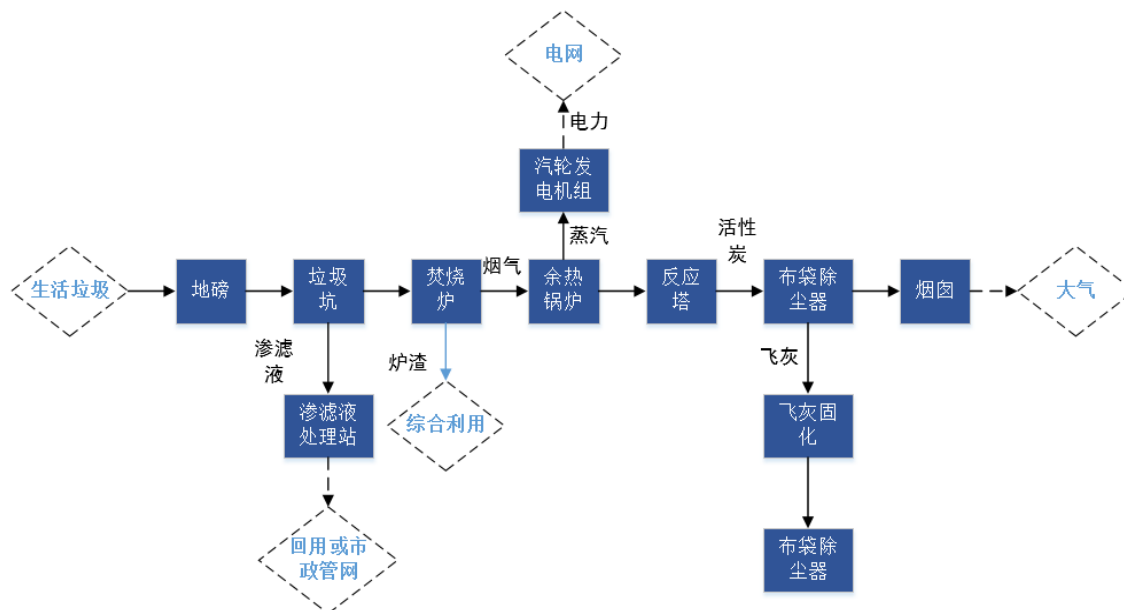 电网
电力
汽轮发
电机组
蒸汽
活性
炭
生活垃圾
地磅
垃圾
坑
焚烧
炉
烟气
余热
锅炉
反应
塔
布袋除
尘器
烟囱
大气
渗滤
液
炉渣
飞灰
渗滤液
处理站
综合利用
飞灰固
化
回用或市
政管网
布袋除
尘器